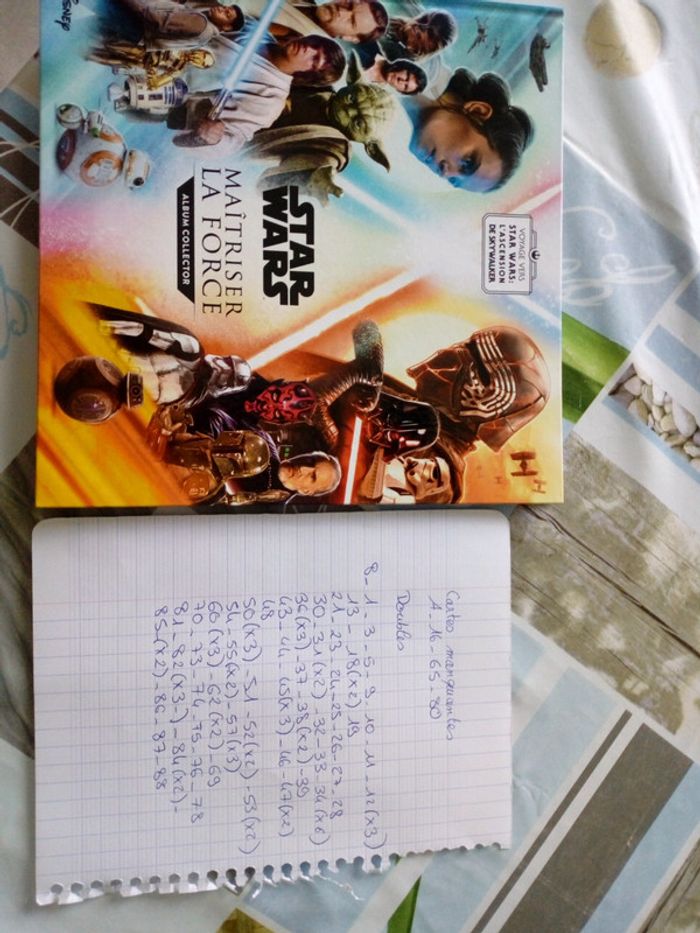 DISNEY
STAR
WARS
MAÎTRISER
LA FORCE
ALBUM COLLECTOR
VOYAGE VERS
STAR WARS:
L'ASCENSION
DE SKYWALKER
Cartes manquantes
A - 16 - 65 - 80
Doubles
8 - 1 - 3 - 5 - 9 - 10 - 11 - 12(x3)
13 - 18(x2) 19
21 - 23 - 24 - 25 - 26 - 27 - 28
30 - 31(x2) - 32 - 33 - 34(x6)
36(x3) - 37 - 38(x2) - 39
43 - 44 - 45(x3) - 46 - 47(x2)
48
50(x3) - 51 - 52(x2) - 53(x2)
54 - 55(x2) - 57(x3)
60(x3) - 62(x2) - 69
70 - 73 - 74 - 75 - 76 - 78
81 - 82(x3) - 84(x2) -
85(x2) - 86 - 87 - 88